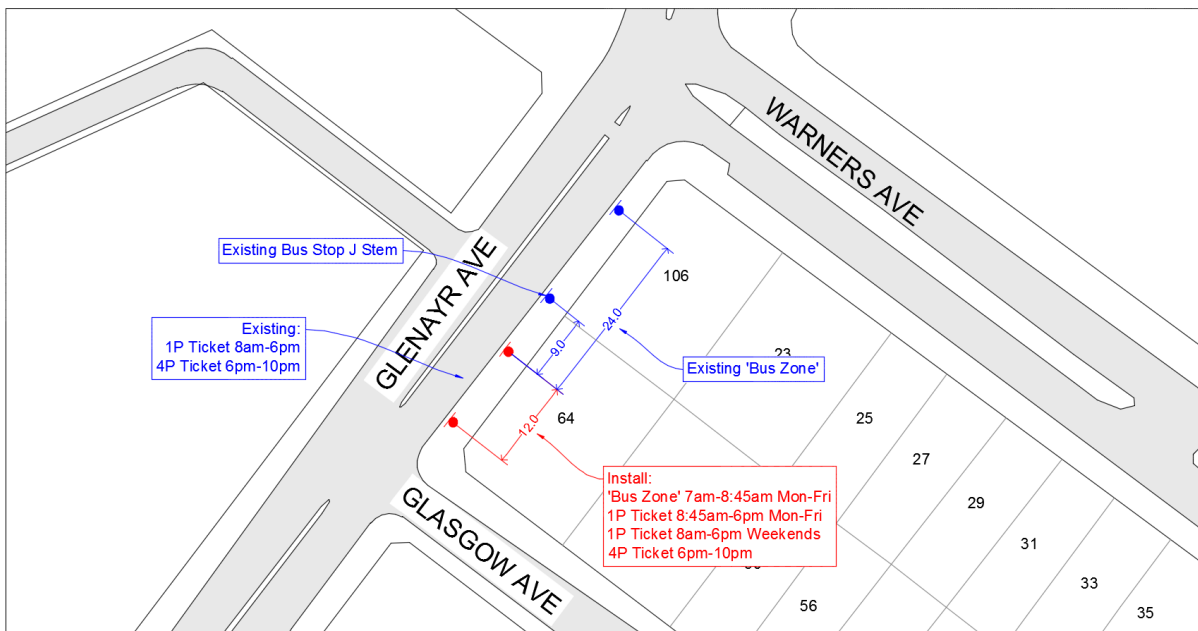 WARNERS AVE
Existing Bus Stop J Stem
GLENAYR AVE
106
24.0
Existing:
1P Ticket 8am-6pm
4P Ticket 6pm-10pm
9.0
23
Existing 'Bus Zone'
64
12.0
25
27
29
31
33
35
Install:
'Bus Zone' 7am-8:45am Mon-Fri
1P Ticket 8:45am-6pm Mon-Fri
1P Ticket 8am-6pm Weekends
4P Ticket 6pm-10pm
GLASGOW AVE
56